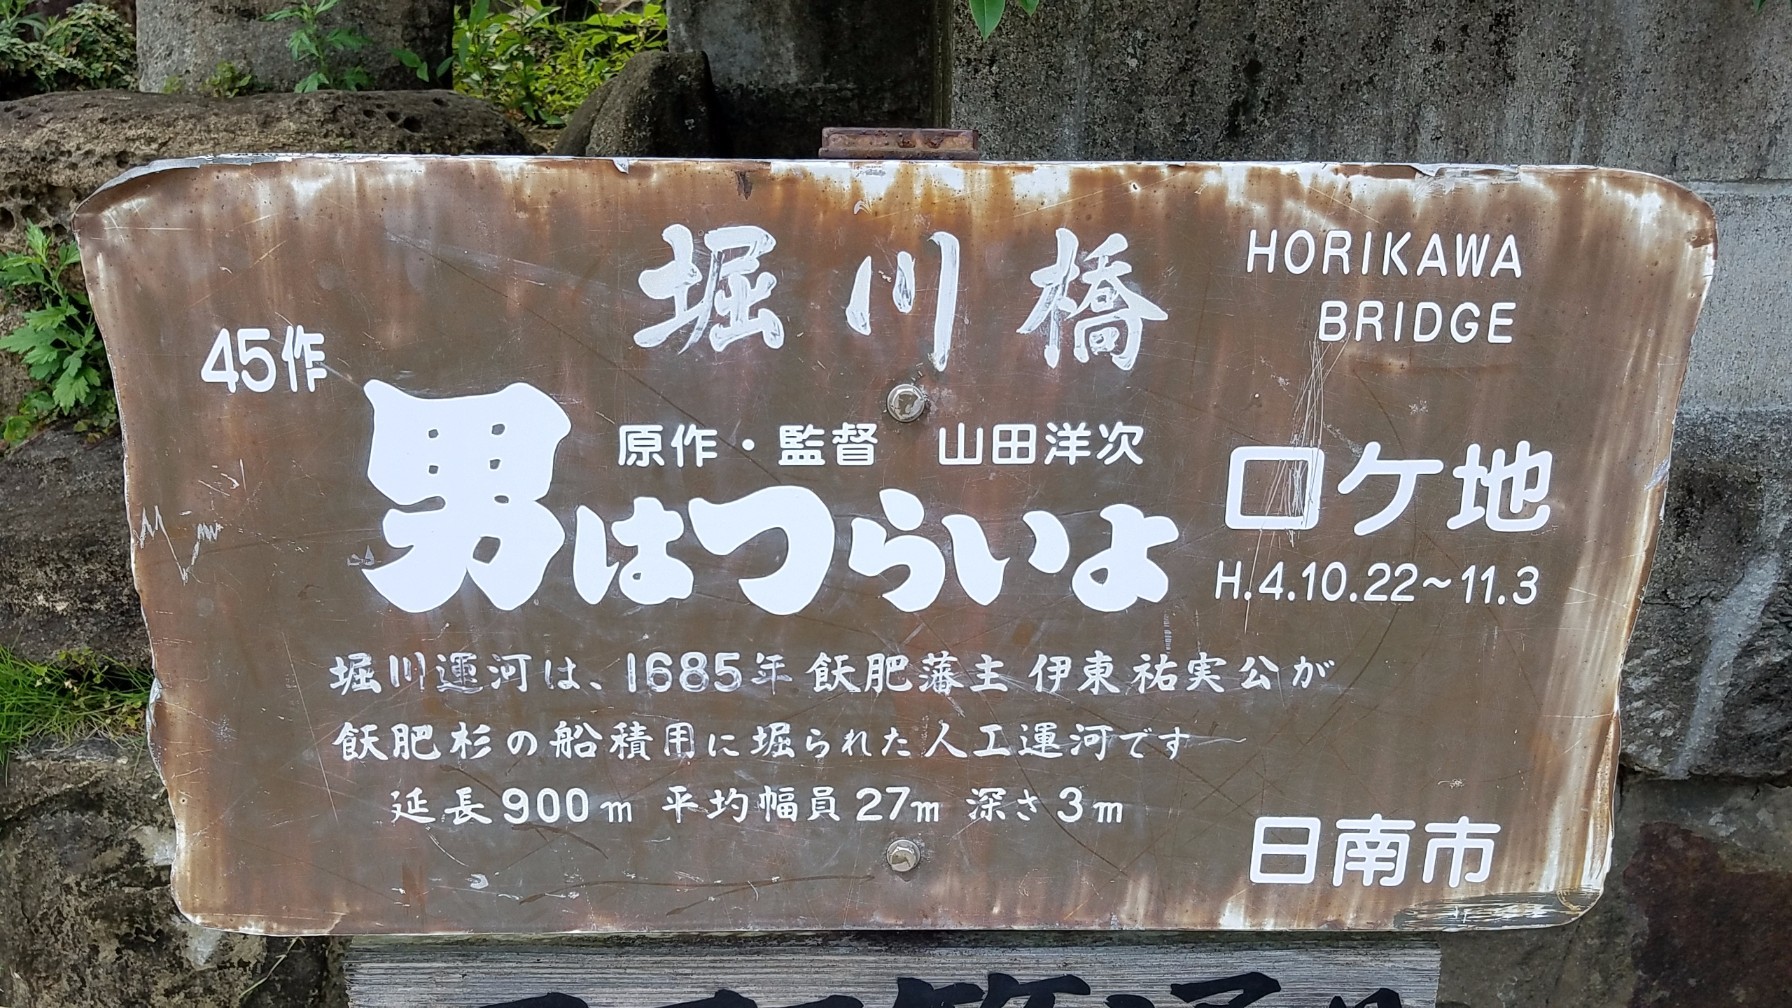 堀川橋
HORIKAWA
BRIDGE
45作
原作・監督 山田洋次
男はつらいよ
ロケ地
H.4.10.22~11.3
堀川運河は、1685年 飫肥藩主 伊東祐実公が
飫肥杉の船積用に堀られた人工運河です
延長900m 平均幅員27m 深さ3m
日南市